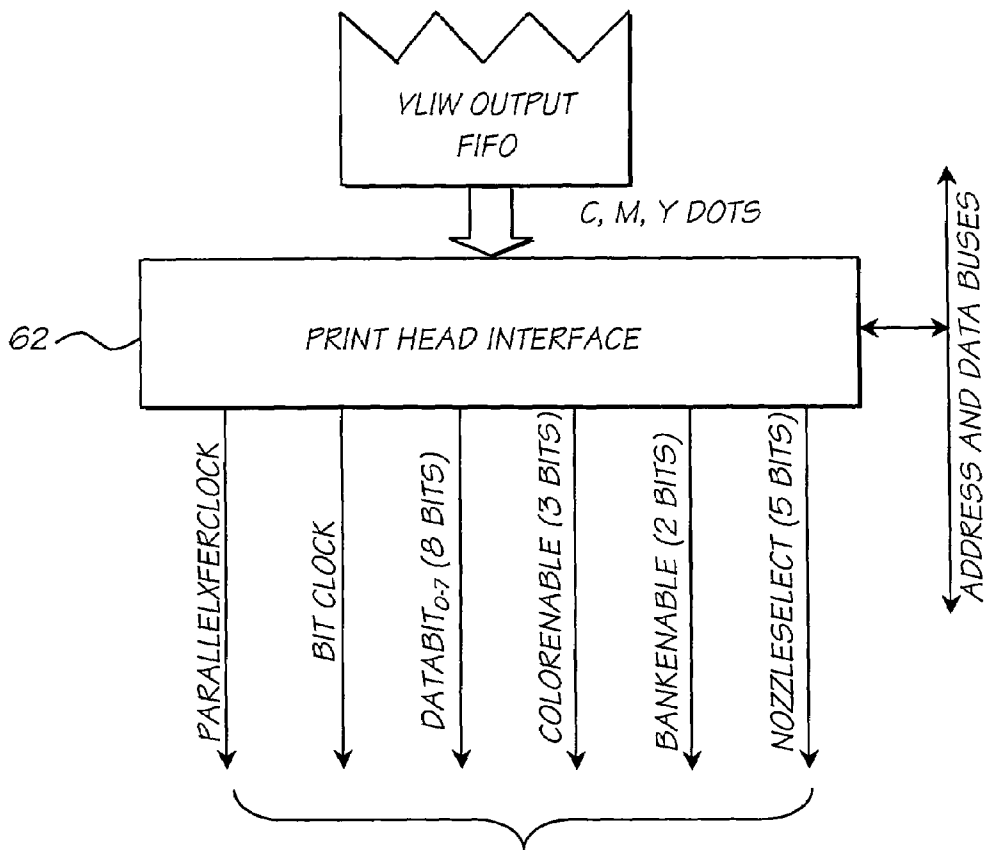 VLIW OUTPUT
FIFO
C, M, Y DOTS
62
PRINT HEAD INTERFACE
ADDRESS AND DATA BUSES
PARALLELXFERCLOCK
BIT CLOCK
DATABIT0-7 (8 BITS)
COLORENABLE (3 BITS)
BANKENABLE (2 BITS)
NOZZLESELECT (5 BITS)